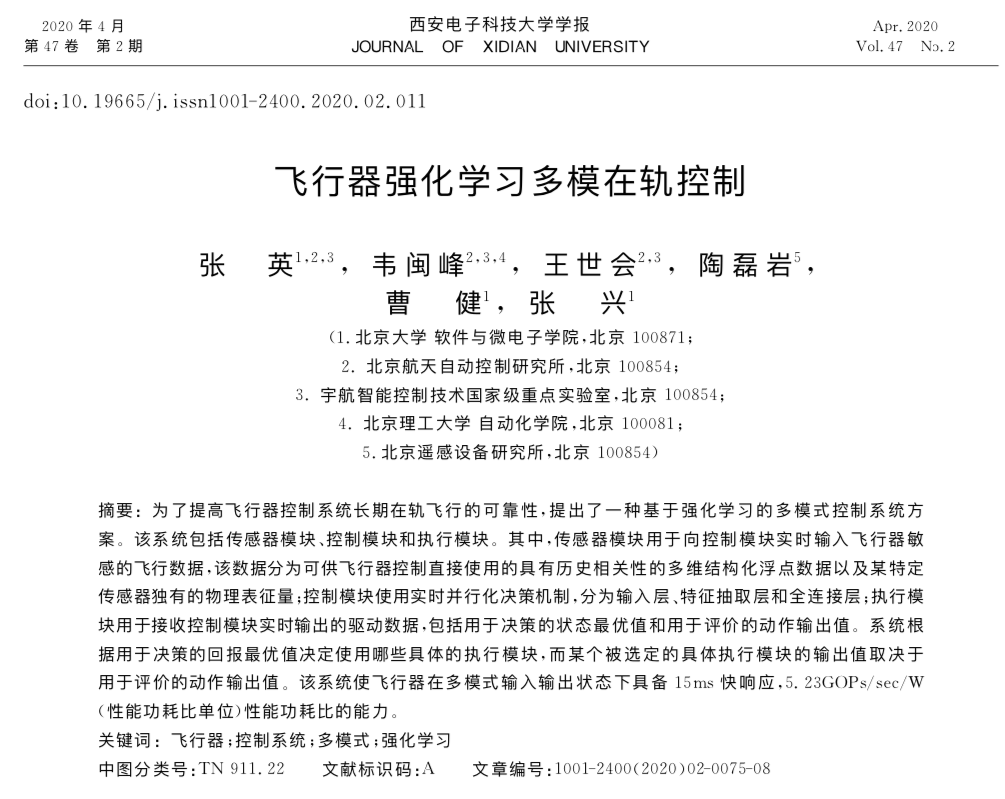 2020 年 4 月 西安电子科技大学学报 Apr. 2020
第 47 卷 第 2 期 JOURNAL OF XIDIAN UNIVERSITY Vol. 47 No. 2
doi:10.19665/j.issn1001-2400.2020.02.011
飞行器强化学习多模在轨控制
张 英1,2,3，韦闽峰2,3,4，王世会2,3，陶磊岩5，
曹 健1，张 兴1
(1.北京大学 软件与微电子学院,北京 100871;
2. 北京航天自动控制研究所,北京 100854;
3. 宇航智能控制技术国家级重点实验室,北京 100854;
4. 北京理工大学 自动化学院,北京 100081;
5.北京遥感设备研究所,北京 100854)
摘要: 为了提高飞行器控制系统长期在轨飞行的可靠性,提出了一种基于强化学习的多模式控制系统方
案。该系统包括传感器模块、控制模块和执行模块。其中,传感器模块用于向控制模块实时输入飞行器敏
感的飞行数据,该数据分为可供飞行器控制直接使用的具有历史相关性的多维结构化浮点数据以及某特定
传感器独有的物理表征量;控制模块使用实时并行化决策机制,分为输入层、特征抽取层和全连接层;执行模
块用于接收控制模块实时输出的驱动数据,包括用于决策的状态最优值和用于评价的动作输出值。系统根
据用于决策的回报最优值决定使用哪些具体的执行模块,而某个被选定的具体执行模块的输出值取决于
用于评价的动作输出值。该系统使飞行器在多模式输入输出状态下具备 15ms 快响应,5.23GOPs/sec/W
(性能功耗比单位)性能功耗比的能力。
关键词: 飞行器;控制系统;多模式;强化学习
中图分类号:TN 911.22 文献标识码:A 文章编号:1001-2400(2020)02-0075-08